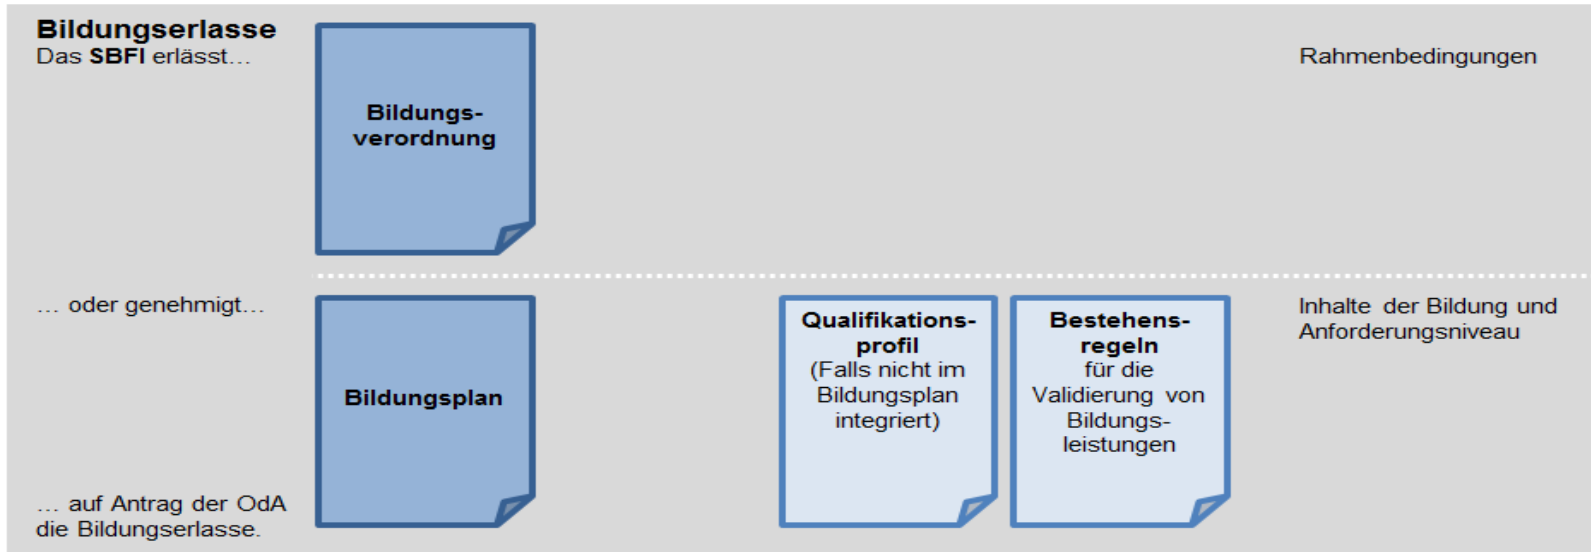 Bildungserlasse
Das SBFI erlässt…
Bildungs-
verordnung
Rahmenbedingungen
… oder genehmigt…
Bildungsplan
Qualifikations-
profil
(Falls nicht im
Bildungsplan
integriert)
Bestehens-
regeln
für die
Validierung von
Bildungs-
leistungen
Inhalte der Bildung und
Anforderungsniveau
… auf Antrag der OdA
die Bildungserlasse.